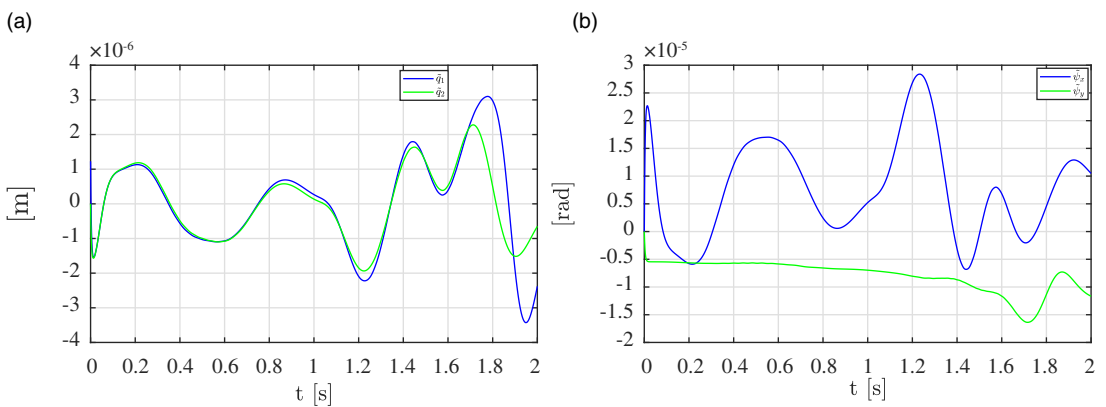 (a)
×10⁻⁶
4
3
2
1
0
-1
-2
-3
-4
[m]
q̃₁
q̃₂
0 0.2 0.4 0.6 0.8 1 1.2 1.4 1.6 1.8 2
t [s]
(b)
×10⁻⁵
3
2.5
2
1.5
1
0.5
0
-0.5
-1
-1.5
-2
[rad]
ψ̃ₓ
ψ̃ᵧ
0 0.2 0.4 0.6 0.8 1 1.2 1.4 1.6 1.8 2
t [s]